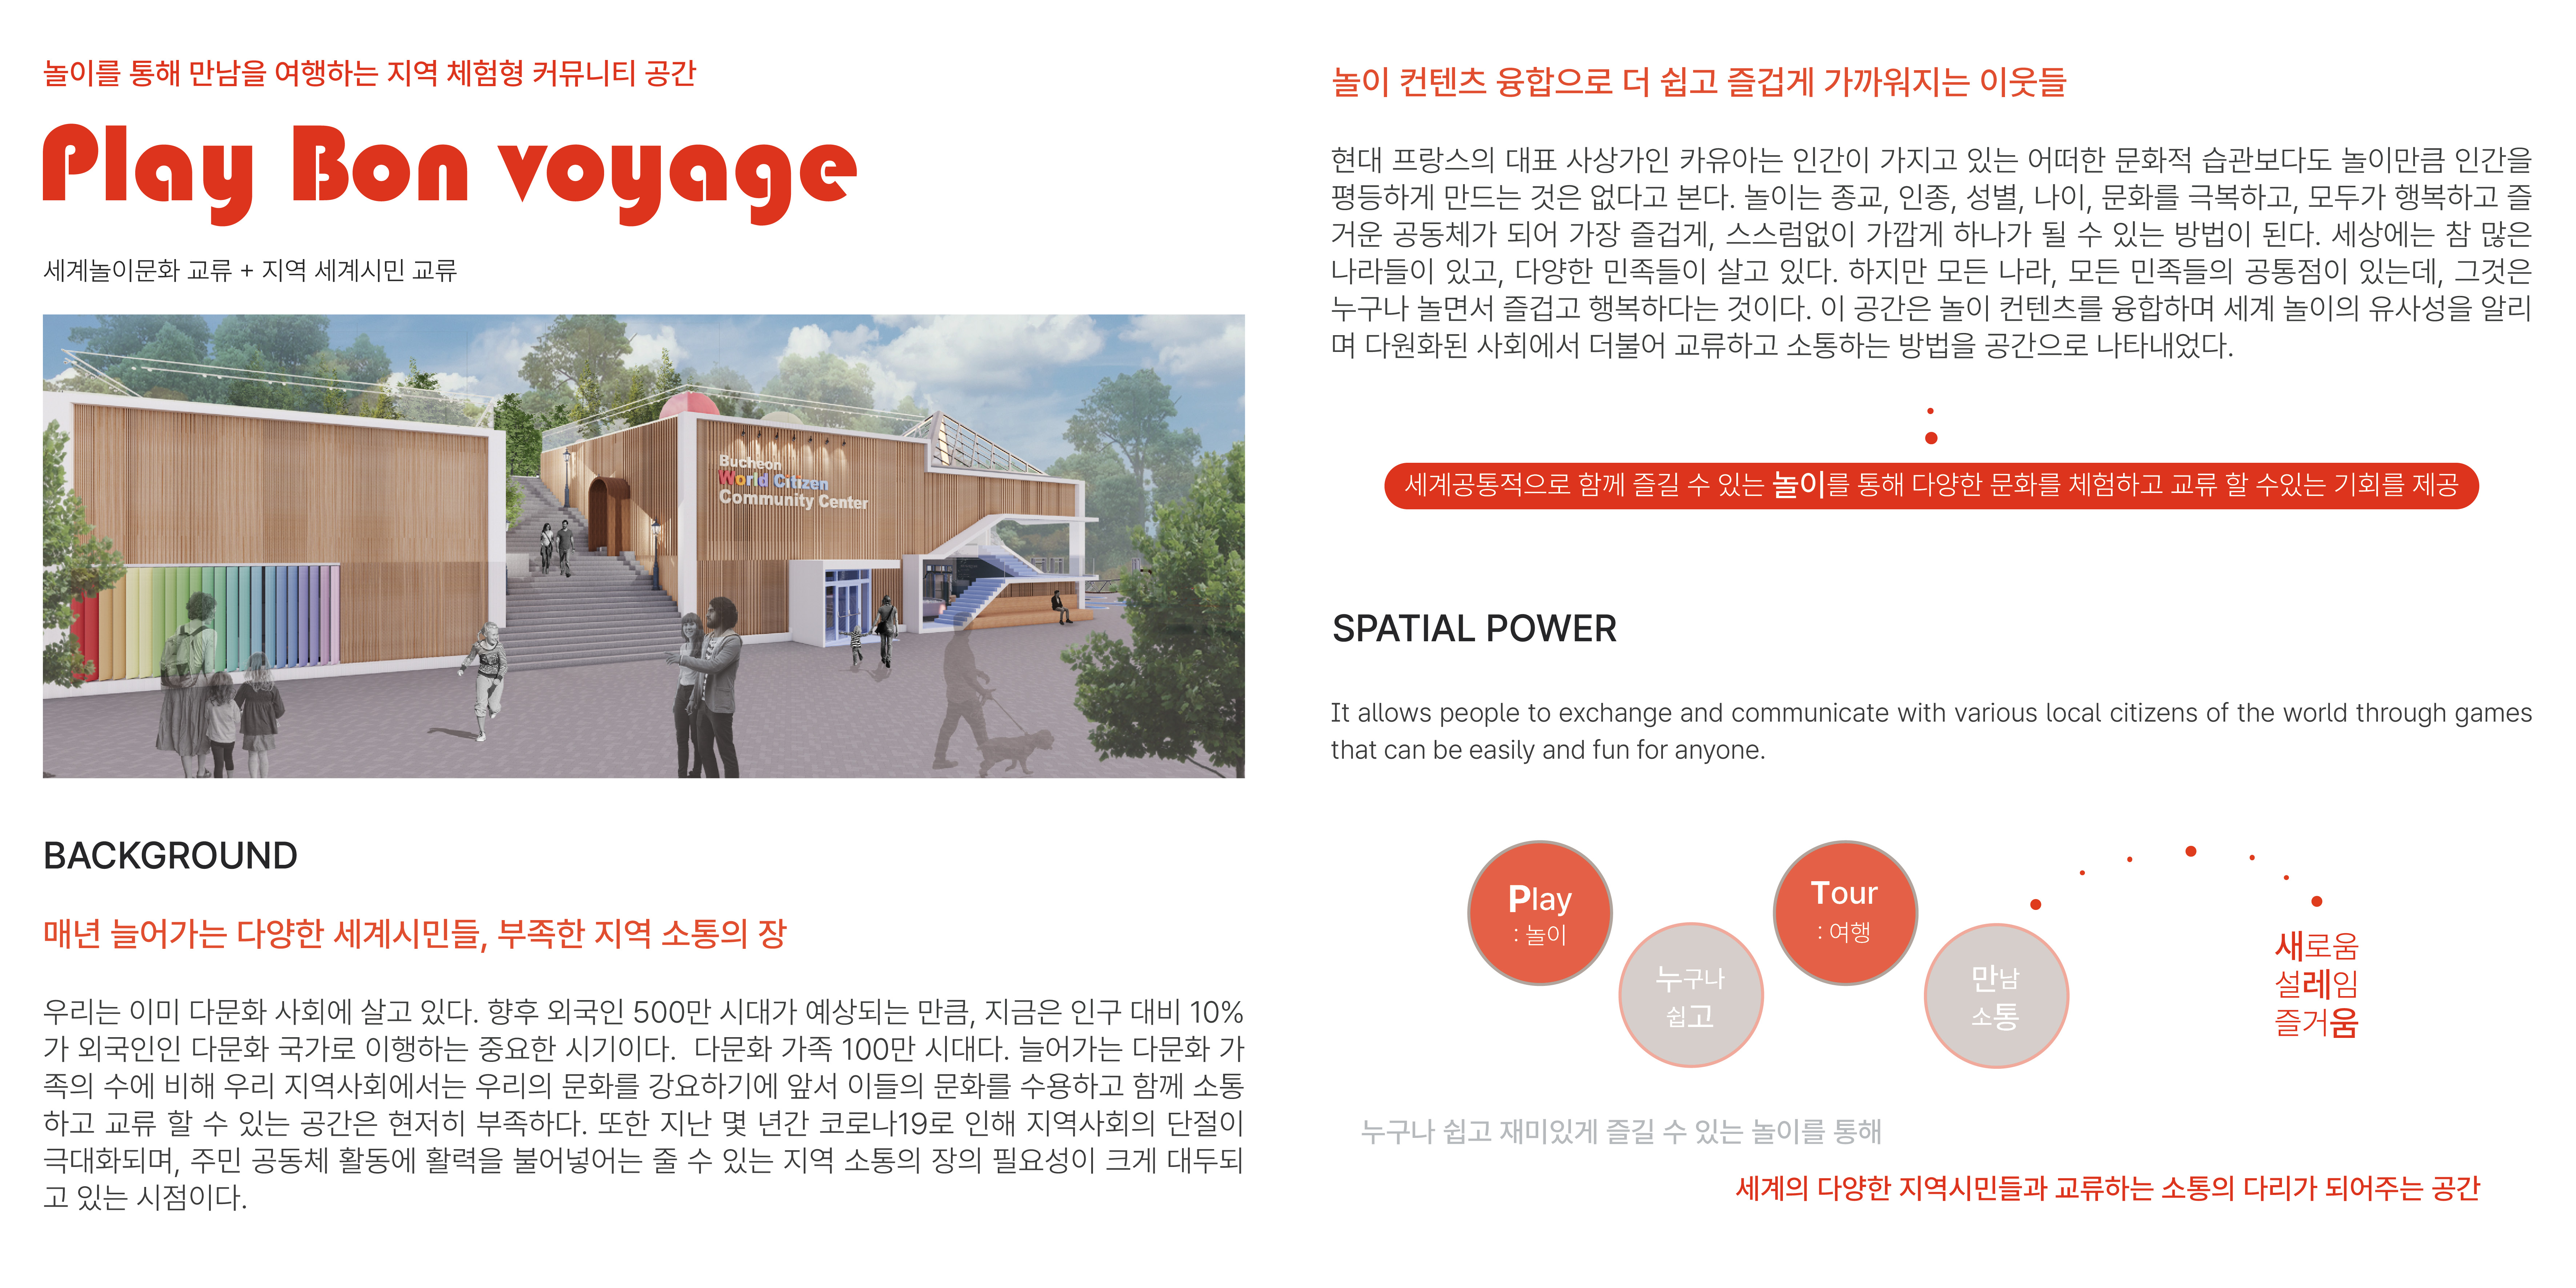 놀이를 통해 만남을 여행하는 지역 체험형 커뮤니티 공간
Play Bon voyage
세계놀이문화 교류 + 지역 세계시민 교류
Bucheon
World Citizen
Community Center
BACKGROUND
매년 늘어가는 다양한 세계시민들, 부족한 지역 소통의 장
우리는 이미 다문화 사회에 살고 있다. 향후 외국인 500만 시대가 예상되는 만큼, 지금은 인구 대비 10%
가 외국인인 다문화 국가로 이행하는 중요한 시기이다. 다문화 가족 100만 시대다. 늘어가는 다문화 가
족의 수에 비해 우리 지역사회에서는 우리의 문화를 강요하기에 앞서 이들의 문화를 수용하고 함께 소통
하고 교류 할 수 있는 공간은 현저히 부족하다. 또한 지난 몇 년간 코로나19로 인해 지역사회의 단절이
극대화되며, 주민 공동체 활동에 활력을 불어넣어는 줄 수 있는 지역 소통의 장의 필요성이 크게 대두되
고 있는 시점이다.
놀이 컨텐츠 융합으로 더 쉽고 즐겁게 가까워지는 이웃들
현대 프랑스의 대표 사상가인 카유아는 인간이 가지고 있는 어떠한 문화적 습관보다도 놀이만큼 인간을
평등하게 만드는 것은 없다고 본다. 놀이는 종교, 인종, 성별, 나이, 문화를 극복하고, 모두가 행복하고 즐
거운 공동체가 되어 가장 즐겁게, 스스럼없이 가깝게 하나가 될 수 있는 방법이 된다. 세상에는 참 많은
나라들이 있고, 다양한 민족들이 살고 있다. 하지만 모든 나라, 모든 민족들의 공통점이 있는데, 그것은
누구나 놀면서 즐겁고 행복하다는 것이다. 이 공간은 놀이 컨텐츠를 융합하며 세계 놀이의 유사성을 알리
며 다원화된 사회에서 더불어 교류하고 소통하는 방법을 공간으로 나타내었다.
세계공통적으로 함께 즐길 수 있는 놀이를 통해 다양한 문화를 체험하고 교류 할 수있는 기회를 제공
SPATIAL POWER
It allows people to exchange and communicate with various local citizens of the world through games
that can be easily and fun for anyone.
Play
: 놀이
누구나
쉽고
Tour
: 여행
만남
소통
새로움
설레임
즐거움
누구나 쉽고 재미있게 즐길 수 있는 놀이를 통해
세계의 다양한 지역시민들과 교류하는 소통의 다리가 되어주는 공간